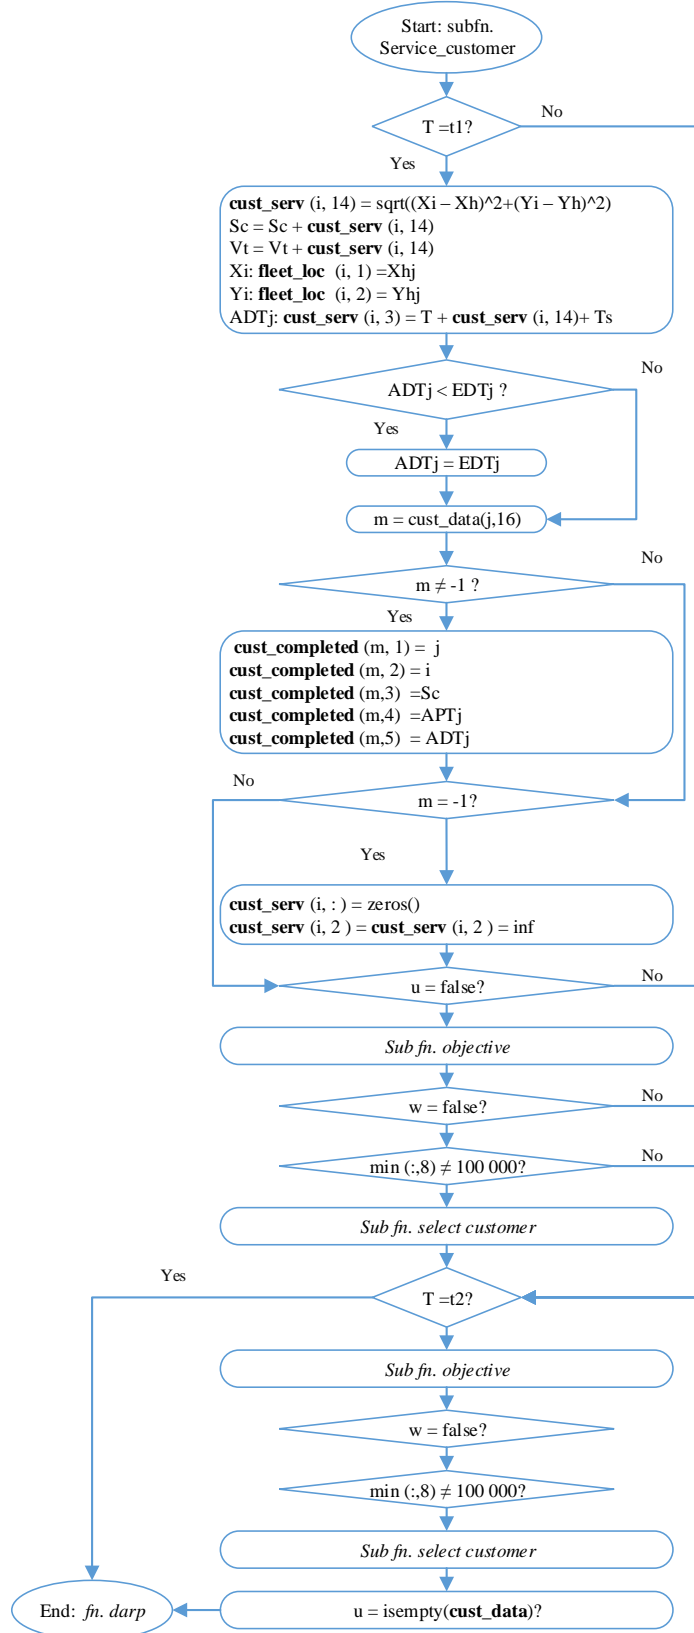 Start: subfn.
Service_customer
No
T =t1?
Yes
cust_serv (i, 14) = sqrt((Xi – Xh)^2+(Yi – Yh)^2)
Sc = Sc + cust_serv (i, 14)
Vt = Vt + cust_serv (i, 14)
Xi: fleet_loc (i, 1) =Xhj
Yi: fleet_loc (i, 2) = Yhj
ADTj: cust_serv (i, 3) = T + cust_serv (i, 14)+ Ts
No
ADTj < EDTj ?
Yes
ADTj = EDTj
m = cust_data(j,16)
No
m ≠ -1 ?
Yes
cust_completed (m, 1) = j
cust_completed (m, 2) = i
cust_completed (m,3) =Sc
cust_completed (m,4) =APTj
cust_completed (m,5) = ADTj
No
m = -1?
Yes
cust_serv (i, : ) = zeros()
cust_serv (i, 2 ) = cust_serv (i, 2 ) = inf
u = false?
No
Sub fn. objective
w = false?
No
min (:,8) ≠ 100 000?
No
Sub fn. select customer
Yes
T =t2?
Sub fn. objective
w = false?
min (:,8) ≠ 100 000?
Sub fn. select customer
End: fn. darp
u = isempty(cust_data)?